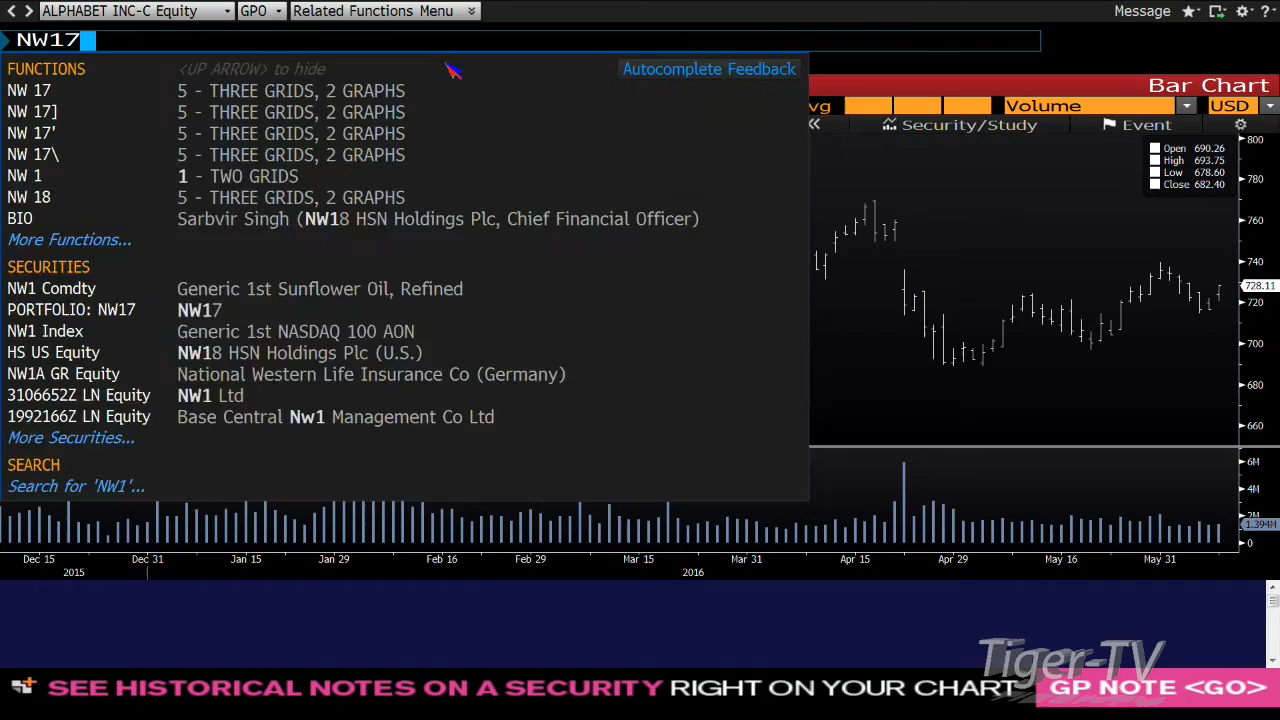 ALPHABET INC-C Equity GPO Related Functions Menu Message ?
NW17
FUNCTIONS <UP ARROW> to hide Autocomplete Feedback
NW 17 5 - THREE GRIDS, 2 GRAPHS
NW 17] 5 - THREE GRIDS, 2 GRAPHS
NW 17' 5 - THREE GRIDS, 2 GRAPHS
NW 17\ 5 - THREE GRIDS, 2 GRAPHS
NW 1 1 - TWO GRIDS
NW 18 5 - THREE GRIDS, 2 GRAPHS
BIO Sarbvir Singh (NW18 HSN Holdings Plc, Chief Financial Officer)
More Functions...
SECURITIES
NW1 Comdty Generic 1st Sunflower Oil, Refined
PORTFOLIO: NW17 NW17
NW1 Index Generic 1st NASDAQ 100 AON
HS US Equity NW18 HSN Holdings Plc (U.S.)
NW1A GR Equity National Western Life Insurance Co (Germany)
3106652Z LN Equity NW1 Ltd
1992166Z LN Equity Base Central Nw1 Management Co Ltd
More Securities...
SEARCH
Search for 'NW1'...
Bar Chart
vg Volume USD
« Security/Study Event
Open 690.26
High 693.75
Low 678.60
Close 682.40
800
780
760
740
728.11
720
700
680
660
6M
4M
2M
1.394M
0
Dec 15 Dec 31 Jan 15 Jan 29 Feb 16 Feb 29 Mar 15 Mar 31 Apr 15 Apr 29 May 16 May 31
2015 2016
Tiger-TV
SEE HISTORICAL NOTES ON A SECURITY RIGHT ON YOUR CHART GP NOTE <GO>